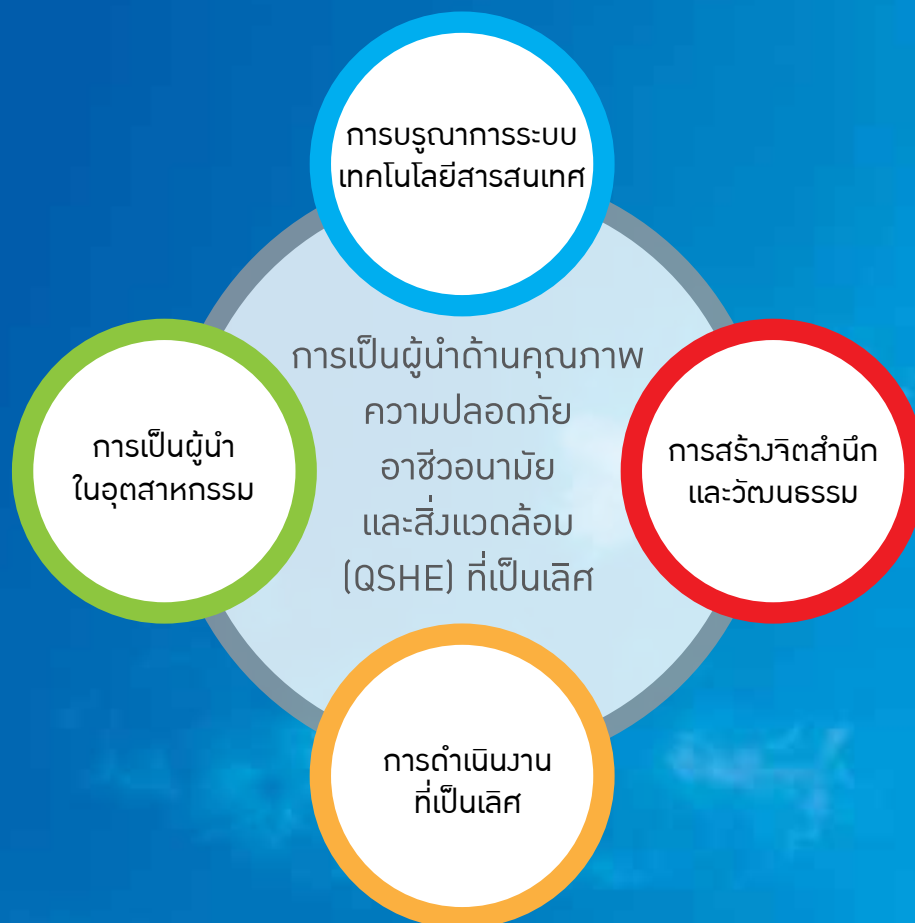 การบรูณาการระบบ
เทคโนโลยีสารสนเทศ
การเป็นผู้นำด้านคุณภาพ
ความปลอดภัย
อาชีวอนามัย
และสิ่งแวดล้อม
(QSHE) ที่เป็นเลิศ
การเป็นผู้นำ
ในอุตสาหกรรม
การสร้างจิตสำนึก
และวัฒนธรรม
การดำเนินงาน
ที่เป็นเลิศ